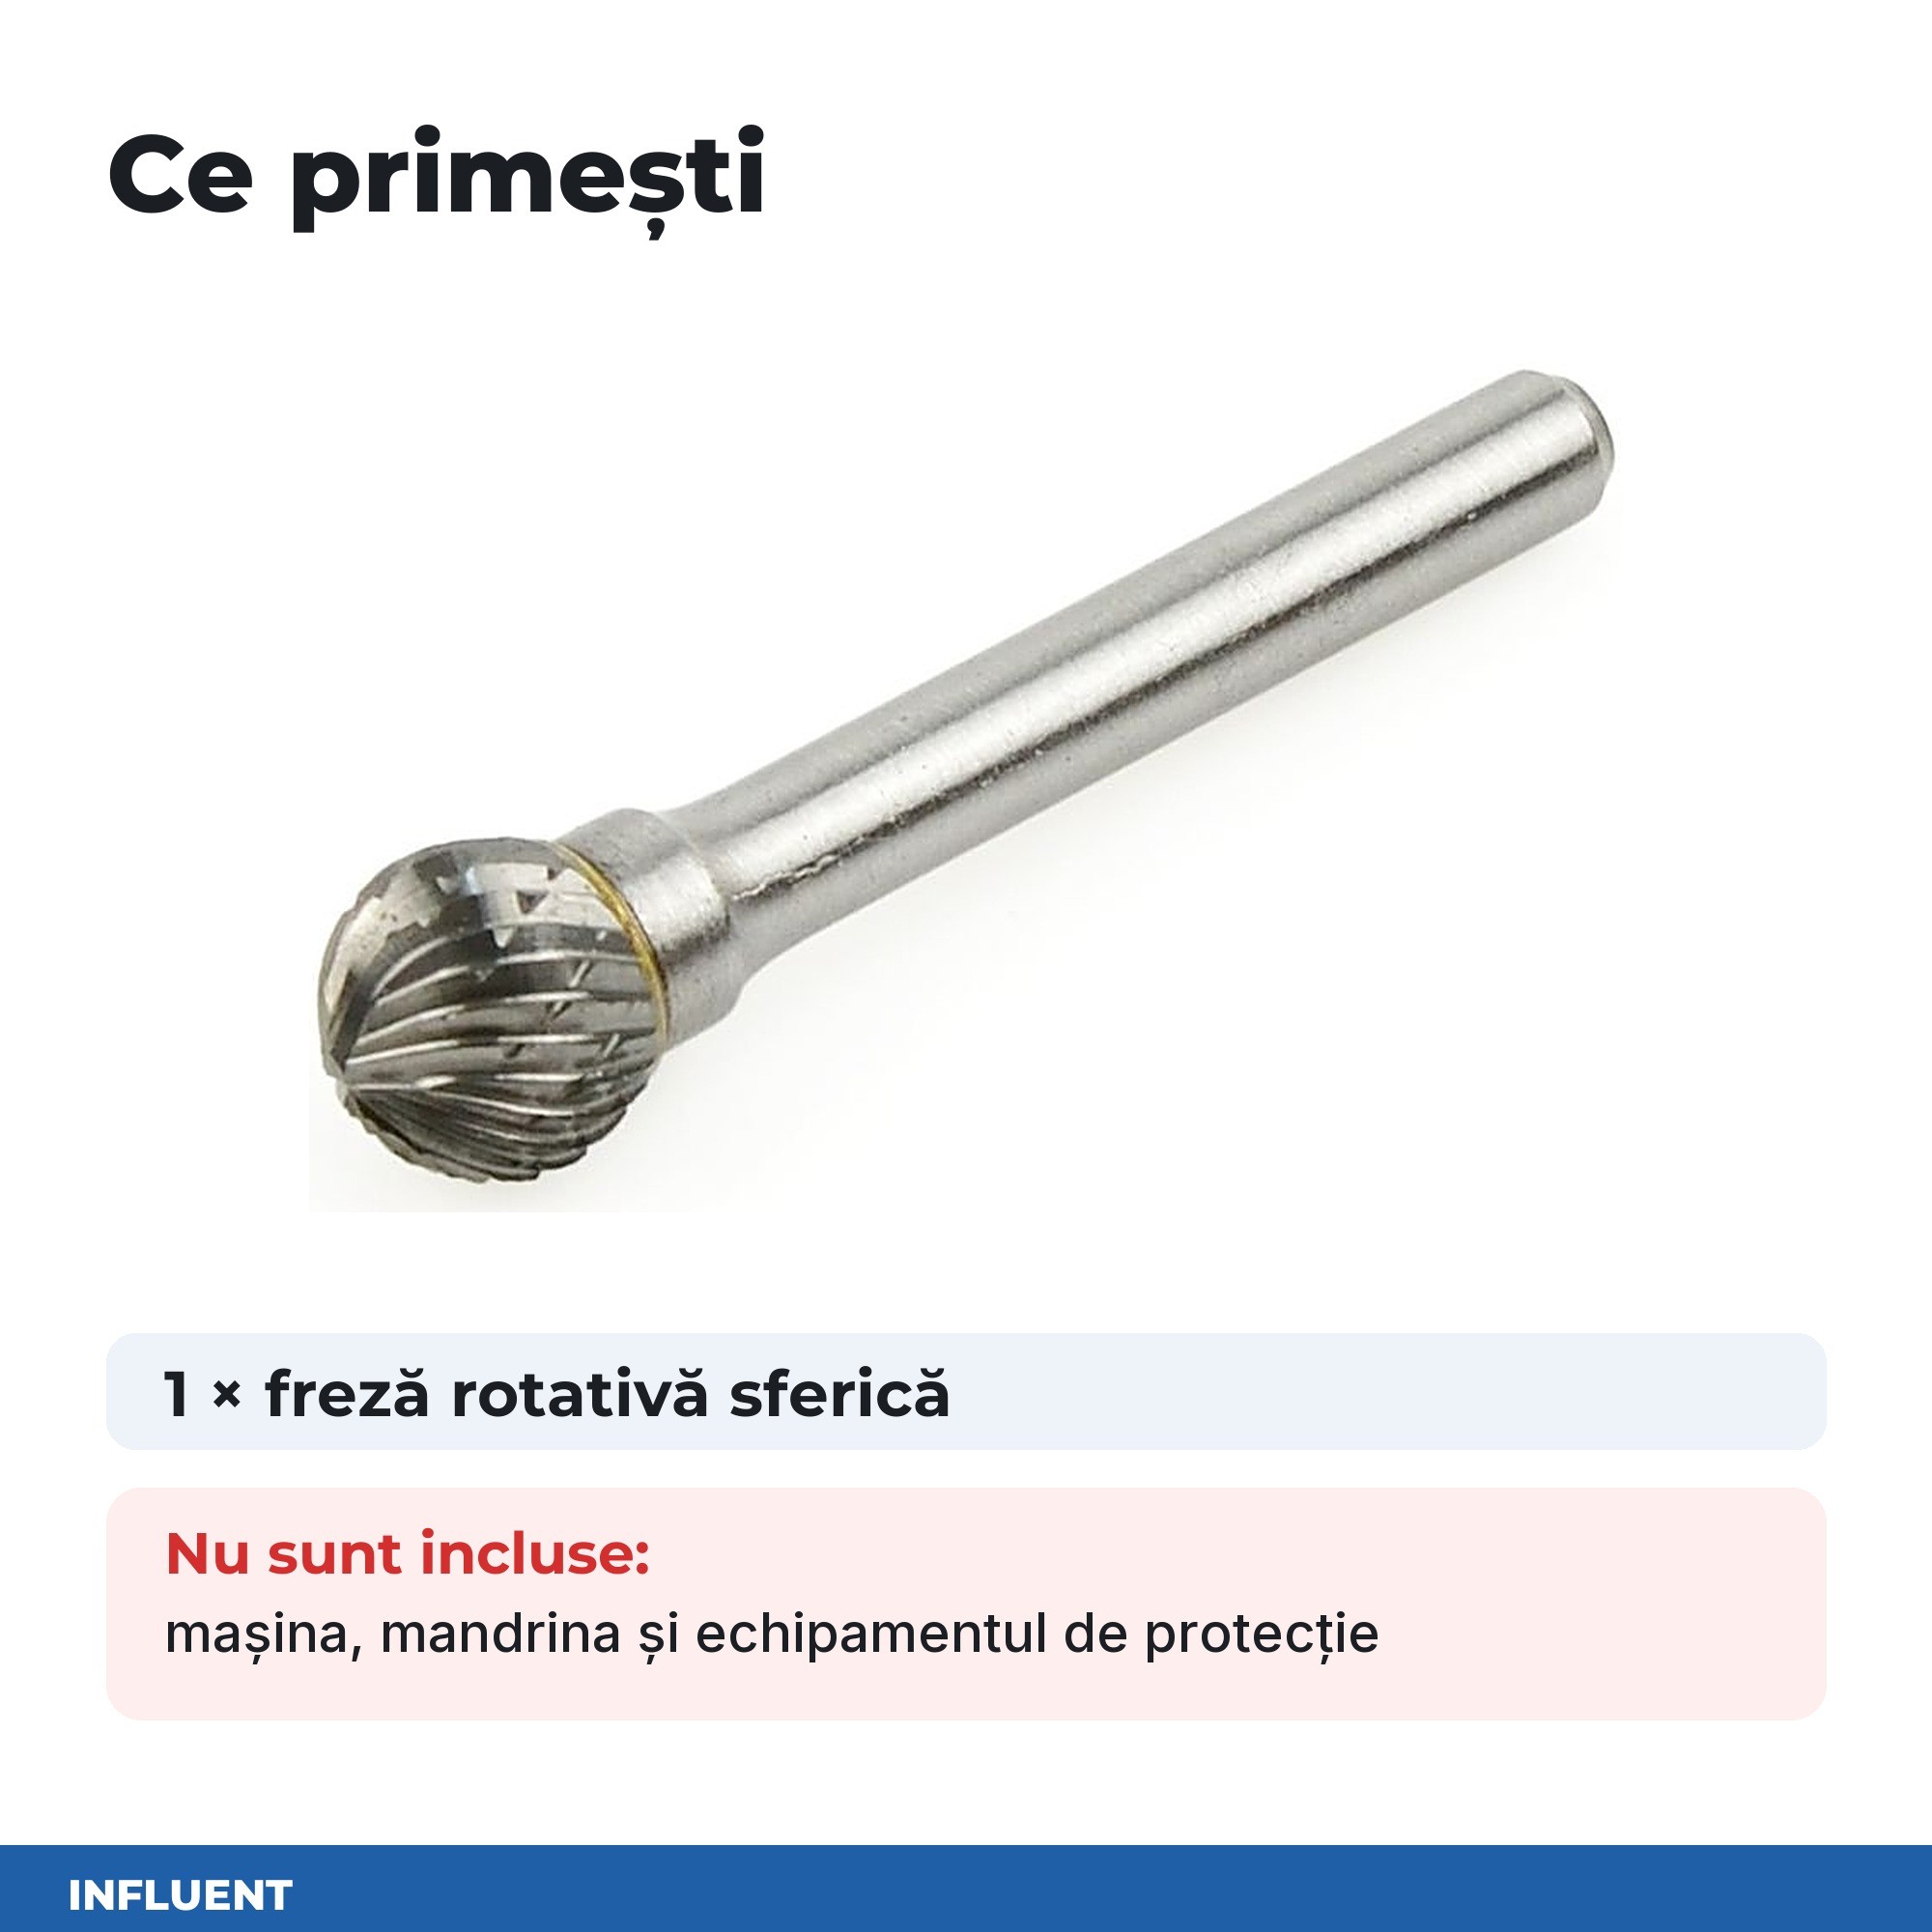 Ce primești
1 × freză rotativă sferică
Nu sunt incluse:
mașina, mandrina și echipamentul de protecție
INFLUENT